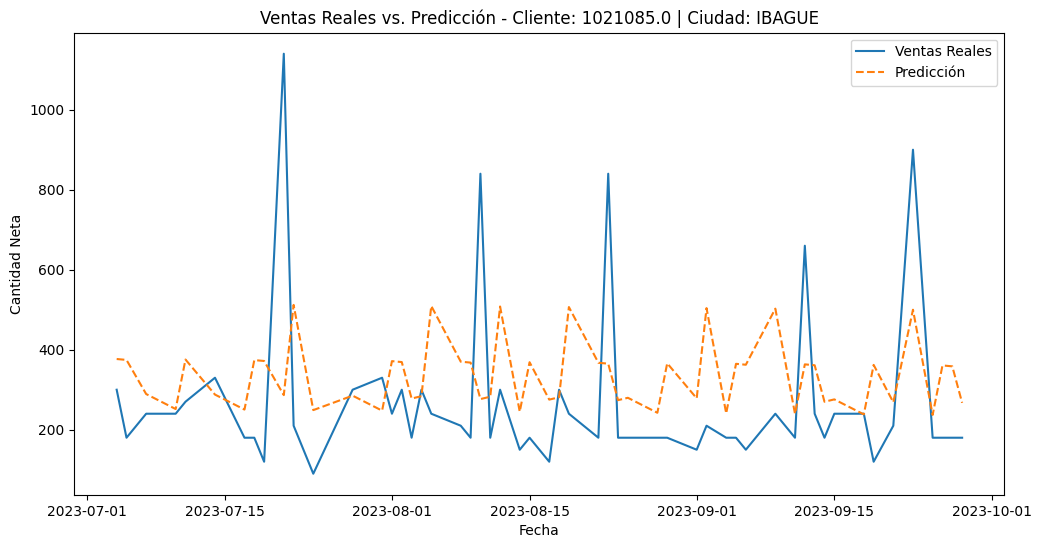 Ventas Reales vs. Predicción - Cliente: 1021085.0 | Ciudad: IBAGUE
Ventas Reales
Predicción
Cantidad Neta
1000
800
600
400
200
2023-07-01
2023-07-15
2023-08-01
2023-08-15
2023-09-01
2023-09-15
2023-10-01
Fecha